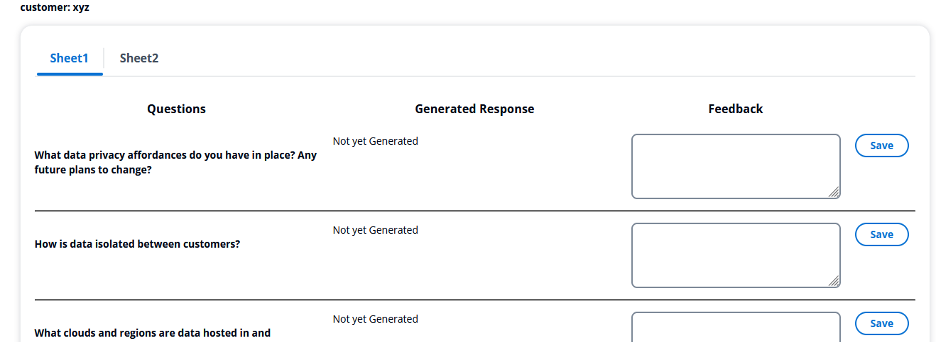 customer: xyz
Sheet1 Sheet2
Questions Generated Response Feedback
Not yet Generated
Save
What data privacy affordances do you have in place? Any
future plans to change?
Not yet Generated
Save
How is data isolated between customers?
Not yet Generated
Save
What clouds and regions are data hosted in and